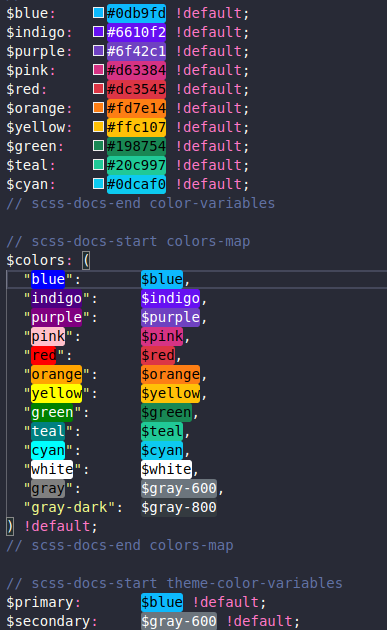 $blue:    #0db9fd !default;
$indigo:  #6610f2 !default;
$purple:  #6f42c1 !default;
$pink:    #d63384 !default;
$red:     #dc3545 !default;
$orange:  #fd7e14 !default;
$yellow:  #ffc107 !default;
$green:   #198754 !default;
$teal:    #20c997 !default;
$cyan:    #0dcaf0 !default;
// scss-docs-end color-variables

// scss-docs-start colors-map
$colors: (
  "blue":       $blue,
  "indigo":     $indigo,
  "purple":     $purple,
  "pink":       $pink,
  "red":        $red,
  "orange":     $orange,
  "yellow":     $yellow,
  "green":      $green,
  "teal":       $teal,
  "cyan":       $cyan,
  "white":      $white,
  "gray":       $gray-600,
  "gray-dark":  $gray-800
) !default;
// scss-docs-end colors-map

// scss-docs-start theme-color-variables
$primary:       $blue !default;
$secondary:     $gray-600 !default;